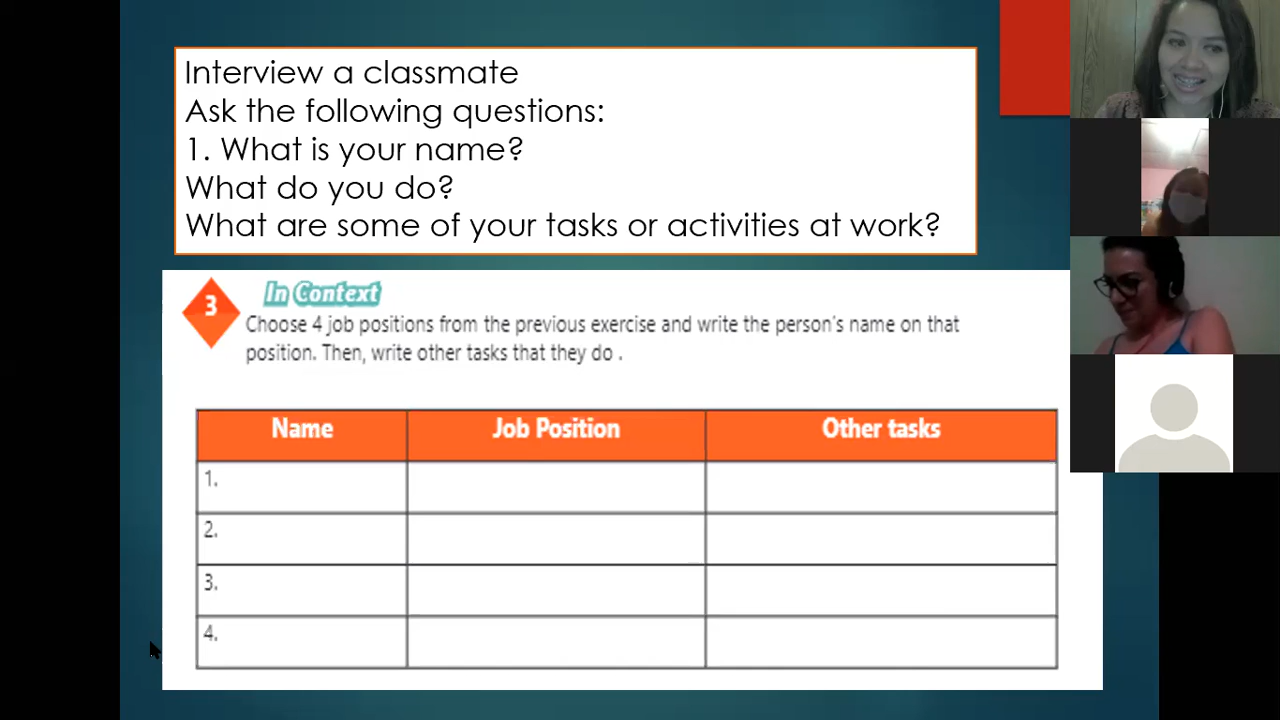 Interview a classmate
Ask the following questions:
1. What is your name?
What do you do?
What are some of your tasks or activities at work?
3
In Context
Choose 4 job positions from the previous exercise and write the person's name on that
position. Then, write other tasks that they do .
Name Job Position Other tasks
1.
2.
3.
4.